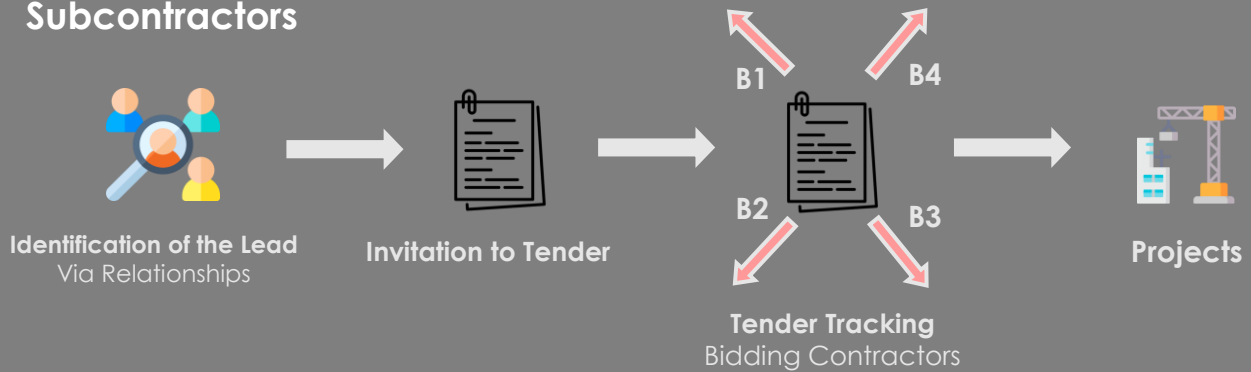 Subcontractors
B1
B4
B2
B3
Identification of the Lead
Via Relationships
Invitation to Tender
Tender Tracking
Bidding Contractors
Projects